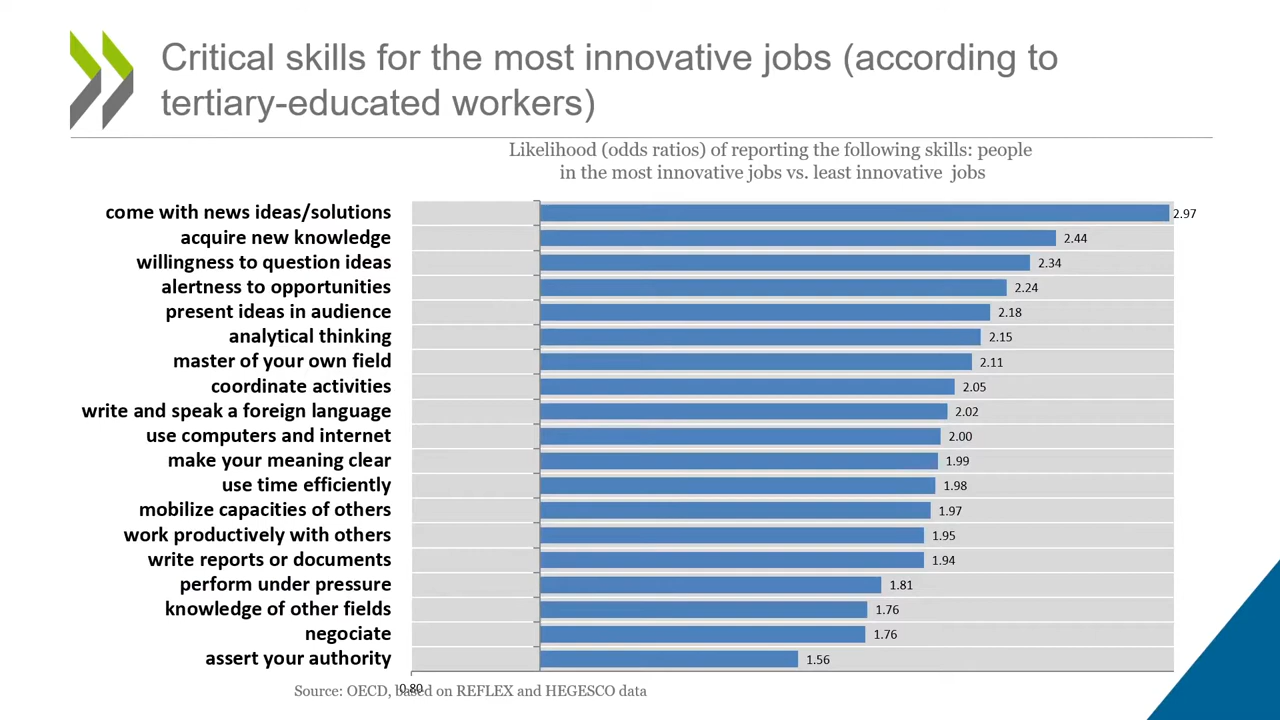 Critical skills for the most innovative jobs (according to
tertiary-educated workers)
Likelihood (odds ratios) of reporting the following skills: people
in the most innovative jobs vs. least innovative jobs
come with news ideas/solutions 2.97
acquire new knowledge 2.44
willingness to question ideas 2.34
alertness to opportunities 2.24
present ideas in audience 2.18
analytical thinking 2.15
master of your own field 2.11
coordinate activities 2.05
write and speak a foreign language 2.02
use computers and internet 2.00
make your meaning clear 1.99
use time efficiently 1.98
mobilize capacities of others 1.97
work productively with others 1.95
write reports or documents 1.94
perform under pressure 1.81
knowledge of other fields 1.76
negociate 1.76
assert your authority 1.56
0.80
Source: OECD, based on REFLEX and HEGESCO data